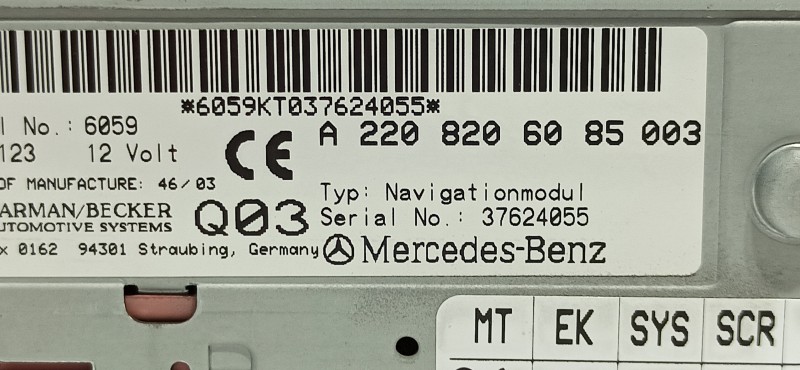 *6059KT037624055*
l No.: 6059
A 220 820 60 85 003
123 12 Volt
CE
OF MANUFACTURE: 46/03
Typ: Navigationmodul
ARMAN/BECKER
Q03
Serial No.: 37624055
AUTOMOTIVE SYSTEMS
x 0162 94301 Straubing, Germany
Mercedes-Benz
MT EK SYS SCR